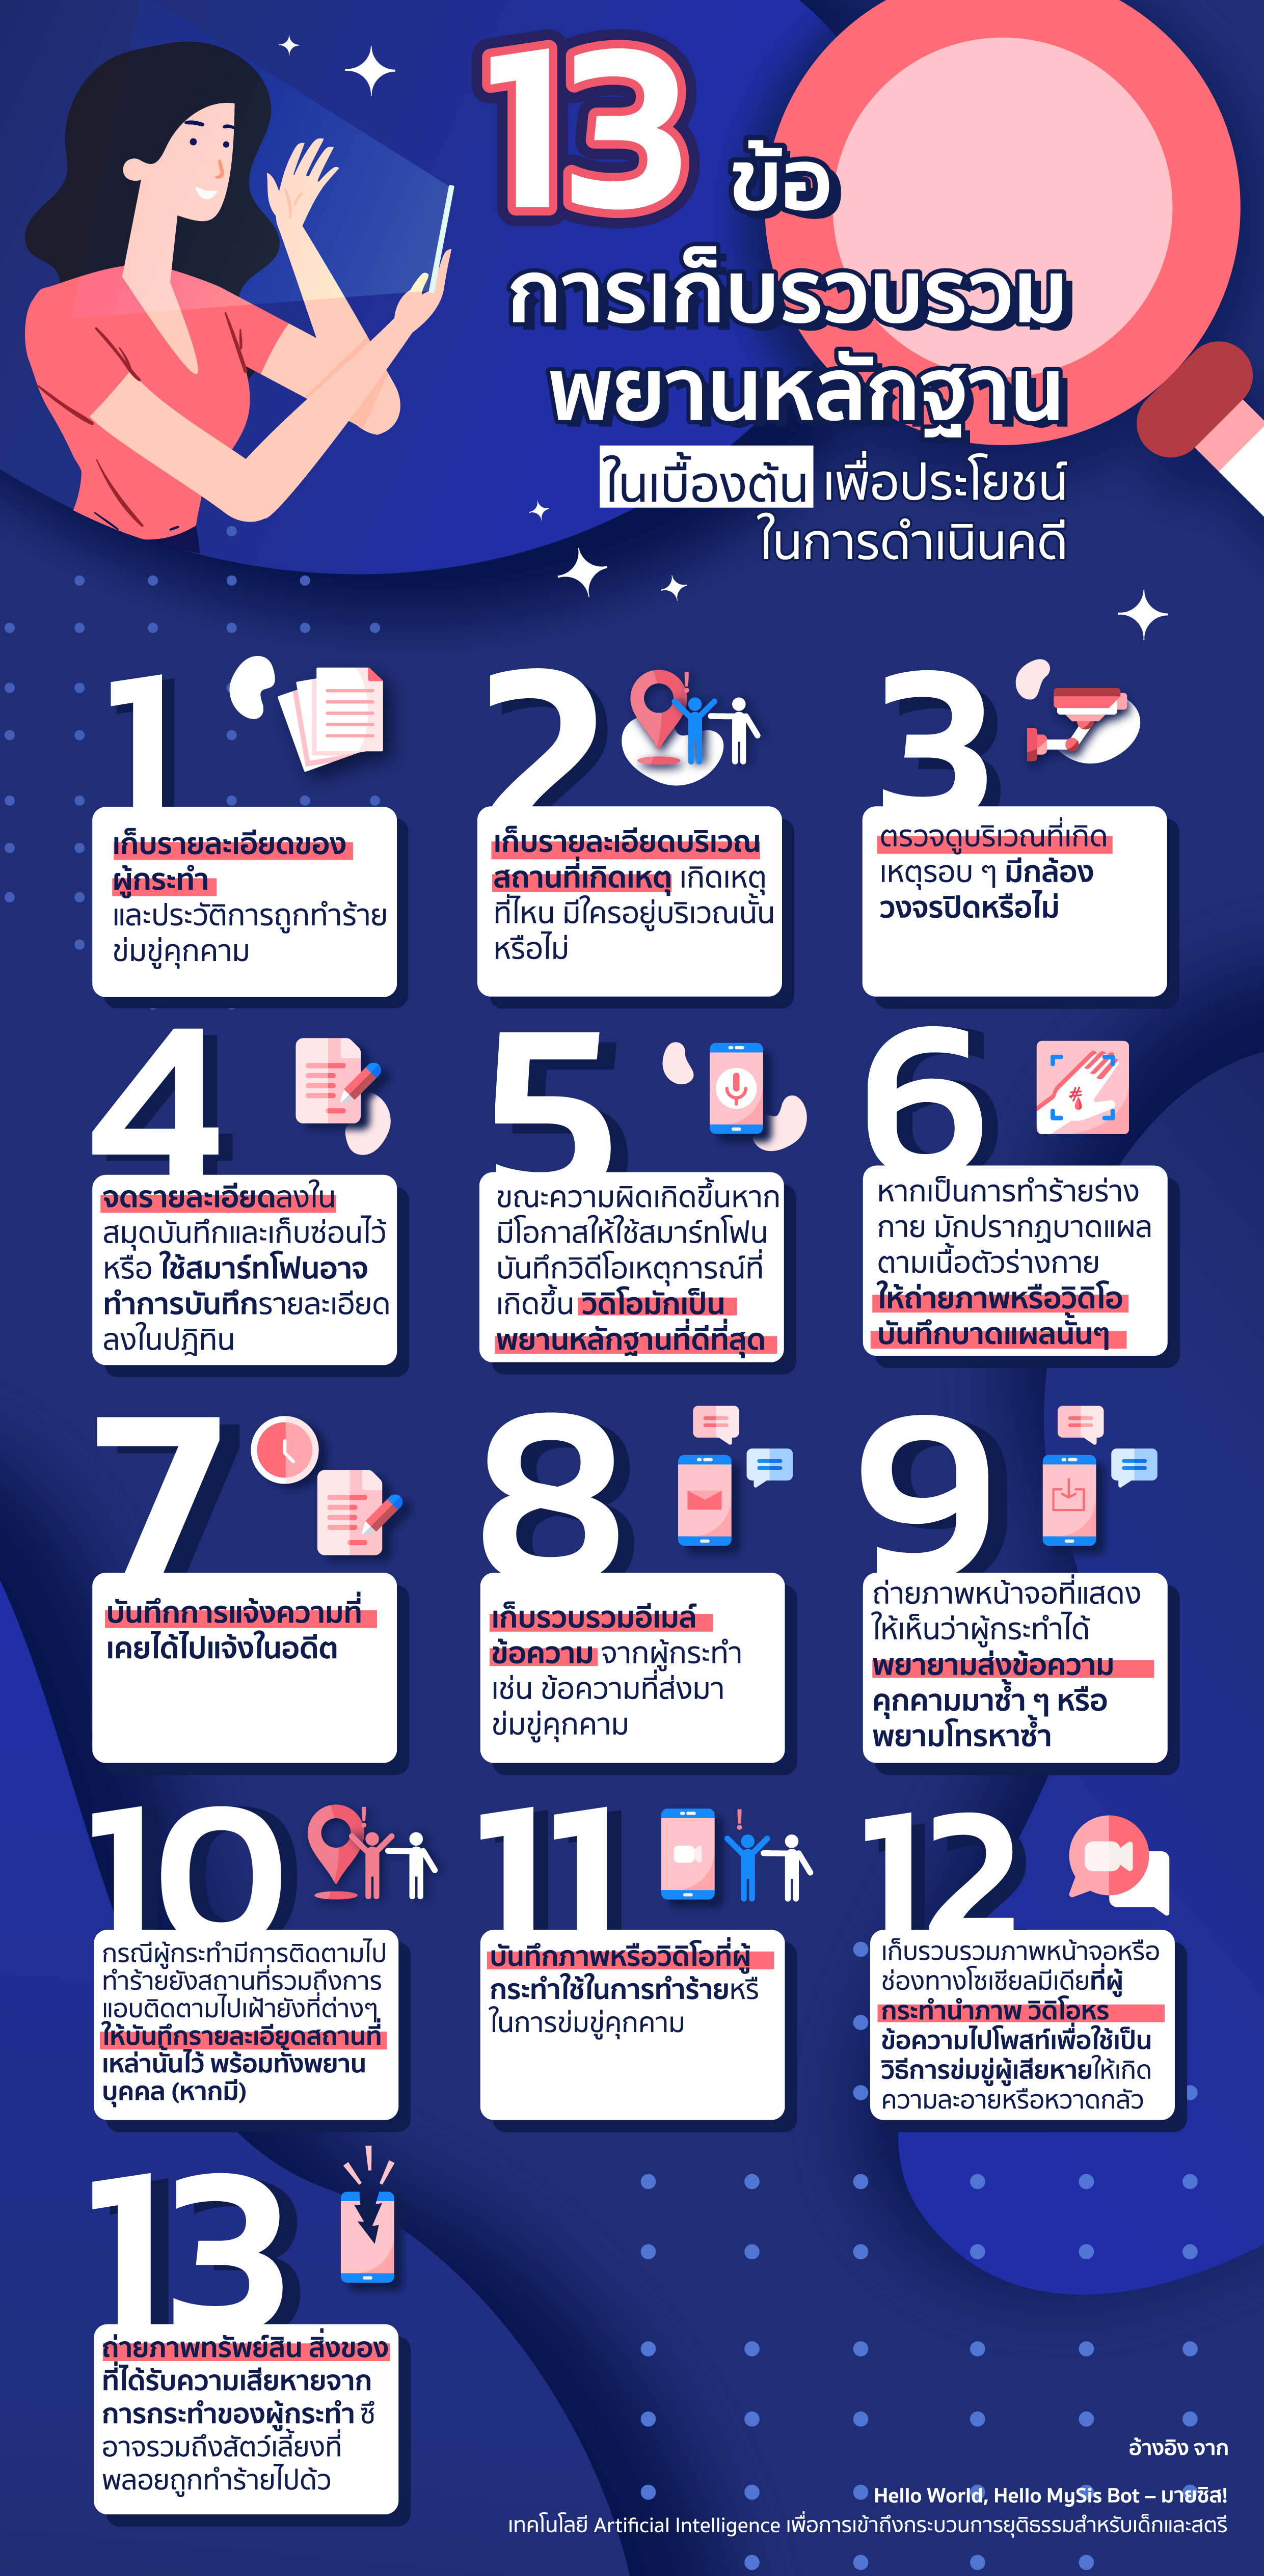 13 ข้อ
การเก็บรวบรวม
พยานหลักฐาน
ในเบื้องต้น เพื่อประโยชน์
ในการดำเนินคดี
1
เก็บรายละเอียดของ
ผู้กระทำ
และประวัติการถูกทำร้าย
ข่มขู่คุกคาม
2
เก็บรายละเอียดบริเวณ
สถานที่เกิดเหตุ เกิดเหตุ
ที่ไหน มีใครอยู่บริเวณนั้น
หรือไม่
3
ตรวจดูบริเวณที่เกิด
เหตุรอบ ๆ มีกล้อง
วงจรปิดหรือไม่
4
จดรายละเอียดลงใน
สมุดบันทึกและเก็บซ่อนไว้
หรือ ใช้สมาร์ทโฟนอาจ
ทำการบันทึกรายละเอียด
ลงในปฎิทิน
5
ขณะความผิดเกิดขึ้นหาก
มีโอกาสให้ใช้สมาร์ทโฟน
บันทึกวิดีโอเหตุการณ์ที่
เกิดขึ้น วิดิโอมักเป็น
พยานหลักฐานที่ดีที่สุด
6
หากเป็นการทำร้ายร่าง
กาย มักปรากฏบาดแผล
ตามเนื้อตัวร่างกาย
ให้ถ่ายภาพหรือวิดิโอ
บันทึกบาดแผลนั้นๆ
7
บันทึกการแจ้งความที่
เคยได้ไปแจ้งในอดีต
8
เก็บรวบรวมอีเมล์
ข้อความ จากผู้กระทำ
เช่น ข้อความที่ส่งมา
ข่มขู่คุกคาม
9
ถ่ายภาพหน้าจอที่แสดง
ให้เห็นว่าผู้กระทำได้
พยายามส่งข้อความ
คุกคามมาซ้ำ ๆ หรือ
พยามโทรหาซ้ำ
10
กรณีผู้กระทำมีการติดตามไป
ทำร้ายยังสถานที่รวมถึงการ
แอบติดตามไปเฝ้ายังที่ต่างๆ
ให้บันทึกรายละเอียดสถานที่
เหล่านั้นไว้ พร้อมทั้งพยาน
บุคคล (หากมี)
11
บันทึกภาพหรือวิดิโอที่ผู้
กระทำใช้ในการทำร้ายหรื
ในการข่มขู่คุกคาม
12
เก็บรวบรวมภาพหน้าจอหรือ
ช่องทางโซเชียลมีเดียที่ผู้
กระทำนำภาพ วิดิโอหร
ข้อความไปโพสท์เพื่อใช้เป็น
วิธีการข่มขู่ผู้เสียหายให้เกิด
ความละอายหรือหวาดกลัว
13
ถ่ายภาพทรัพย์สิน สิ่งของ
ที่ได้รับความเสียหายจาก
การกระทำของผู้กระทำ ซึ
อาจรวมถึงสัตว์เลี้ยงที่
พลอยถูกทำร้ายไปด้ว
อ้างอิง จาก
Hello World, Hello MySis Bot – มายซิส!
เทคโนโลยี Artificial Intelligence เพื่อการเข้าถึงกระบวนการยุติธรรมสำหรับเด็กและสตรี